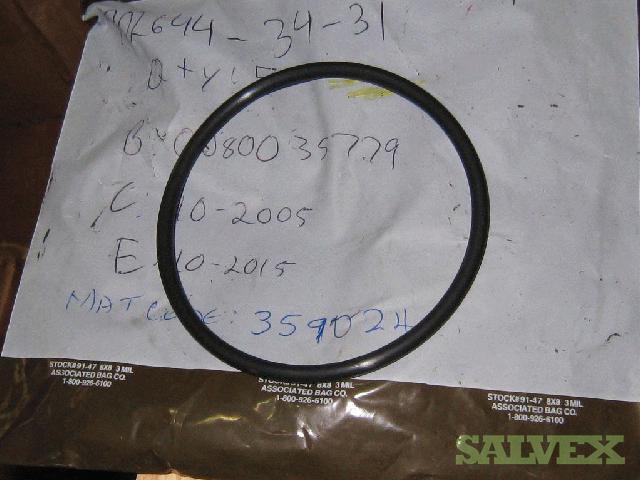 -34-31
Qty:
B
0080035779
C: 10-2005
E: 10-2015
MAT CODE: 359024
STOCK#91-47 8X8 3 MIL
ASSOCIATED BAG CO.
1-800-926-6100
STOCK#91-47 8X8 3 MIL
ASSOCIATED BAG CO.
1-800-926-6100
STOCK#91-47 8X8 3 MIL
ASSOCIATED BAG CO.
1-800-926-6100
SALVEX